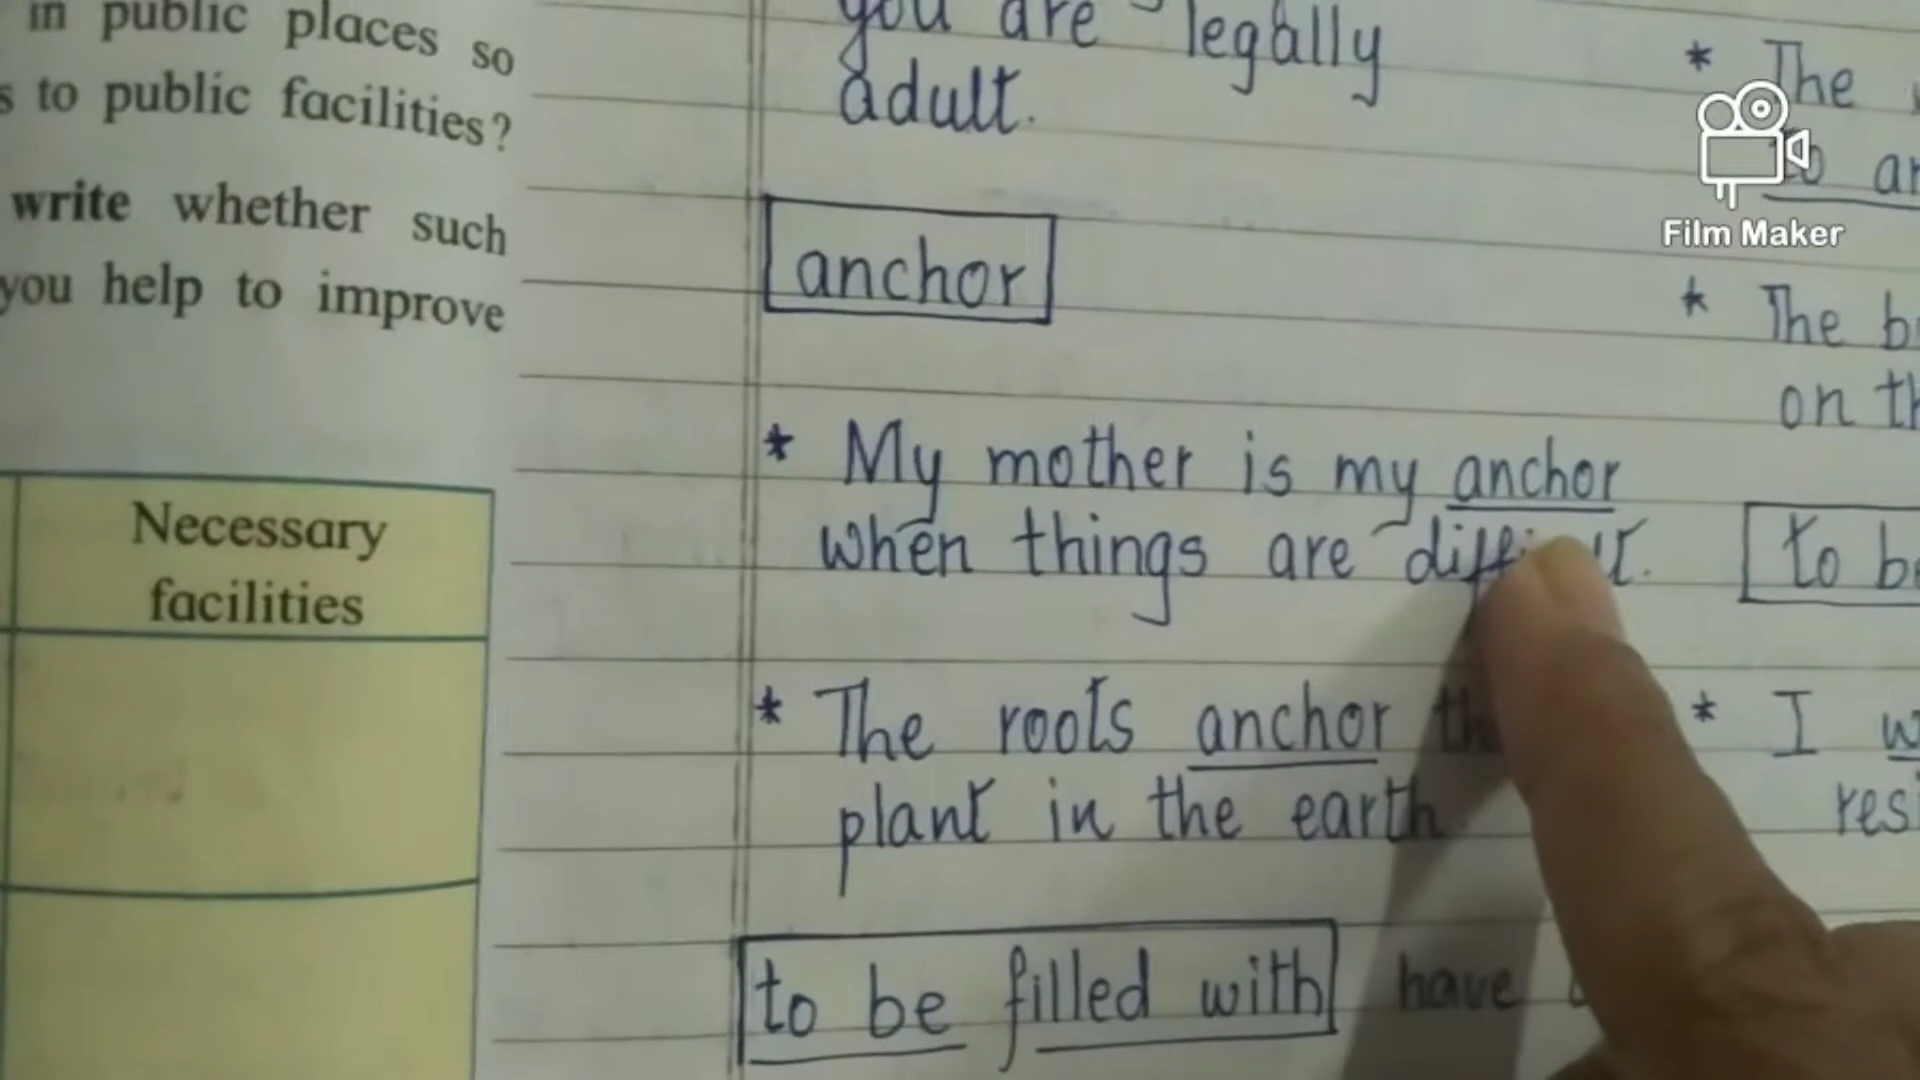 in public places so
s to public facilities?
write whether such
you help to improve
Necessary
facilities
you are legally
adult.
anchor
* My mother is my anchor
when things are difficult.
* The roots anchor
plant in the earth
to be filled with have
* The
to
* The
on
to
* I
Film Maker